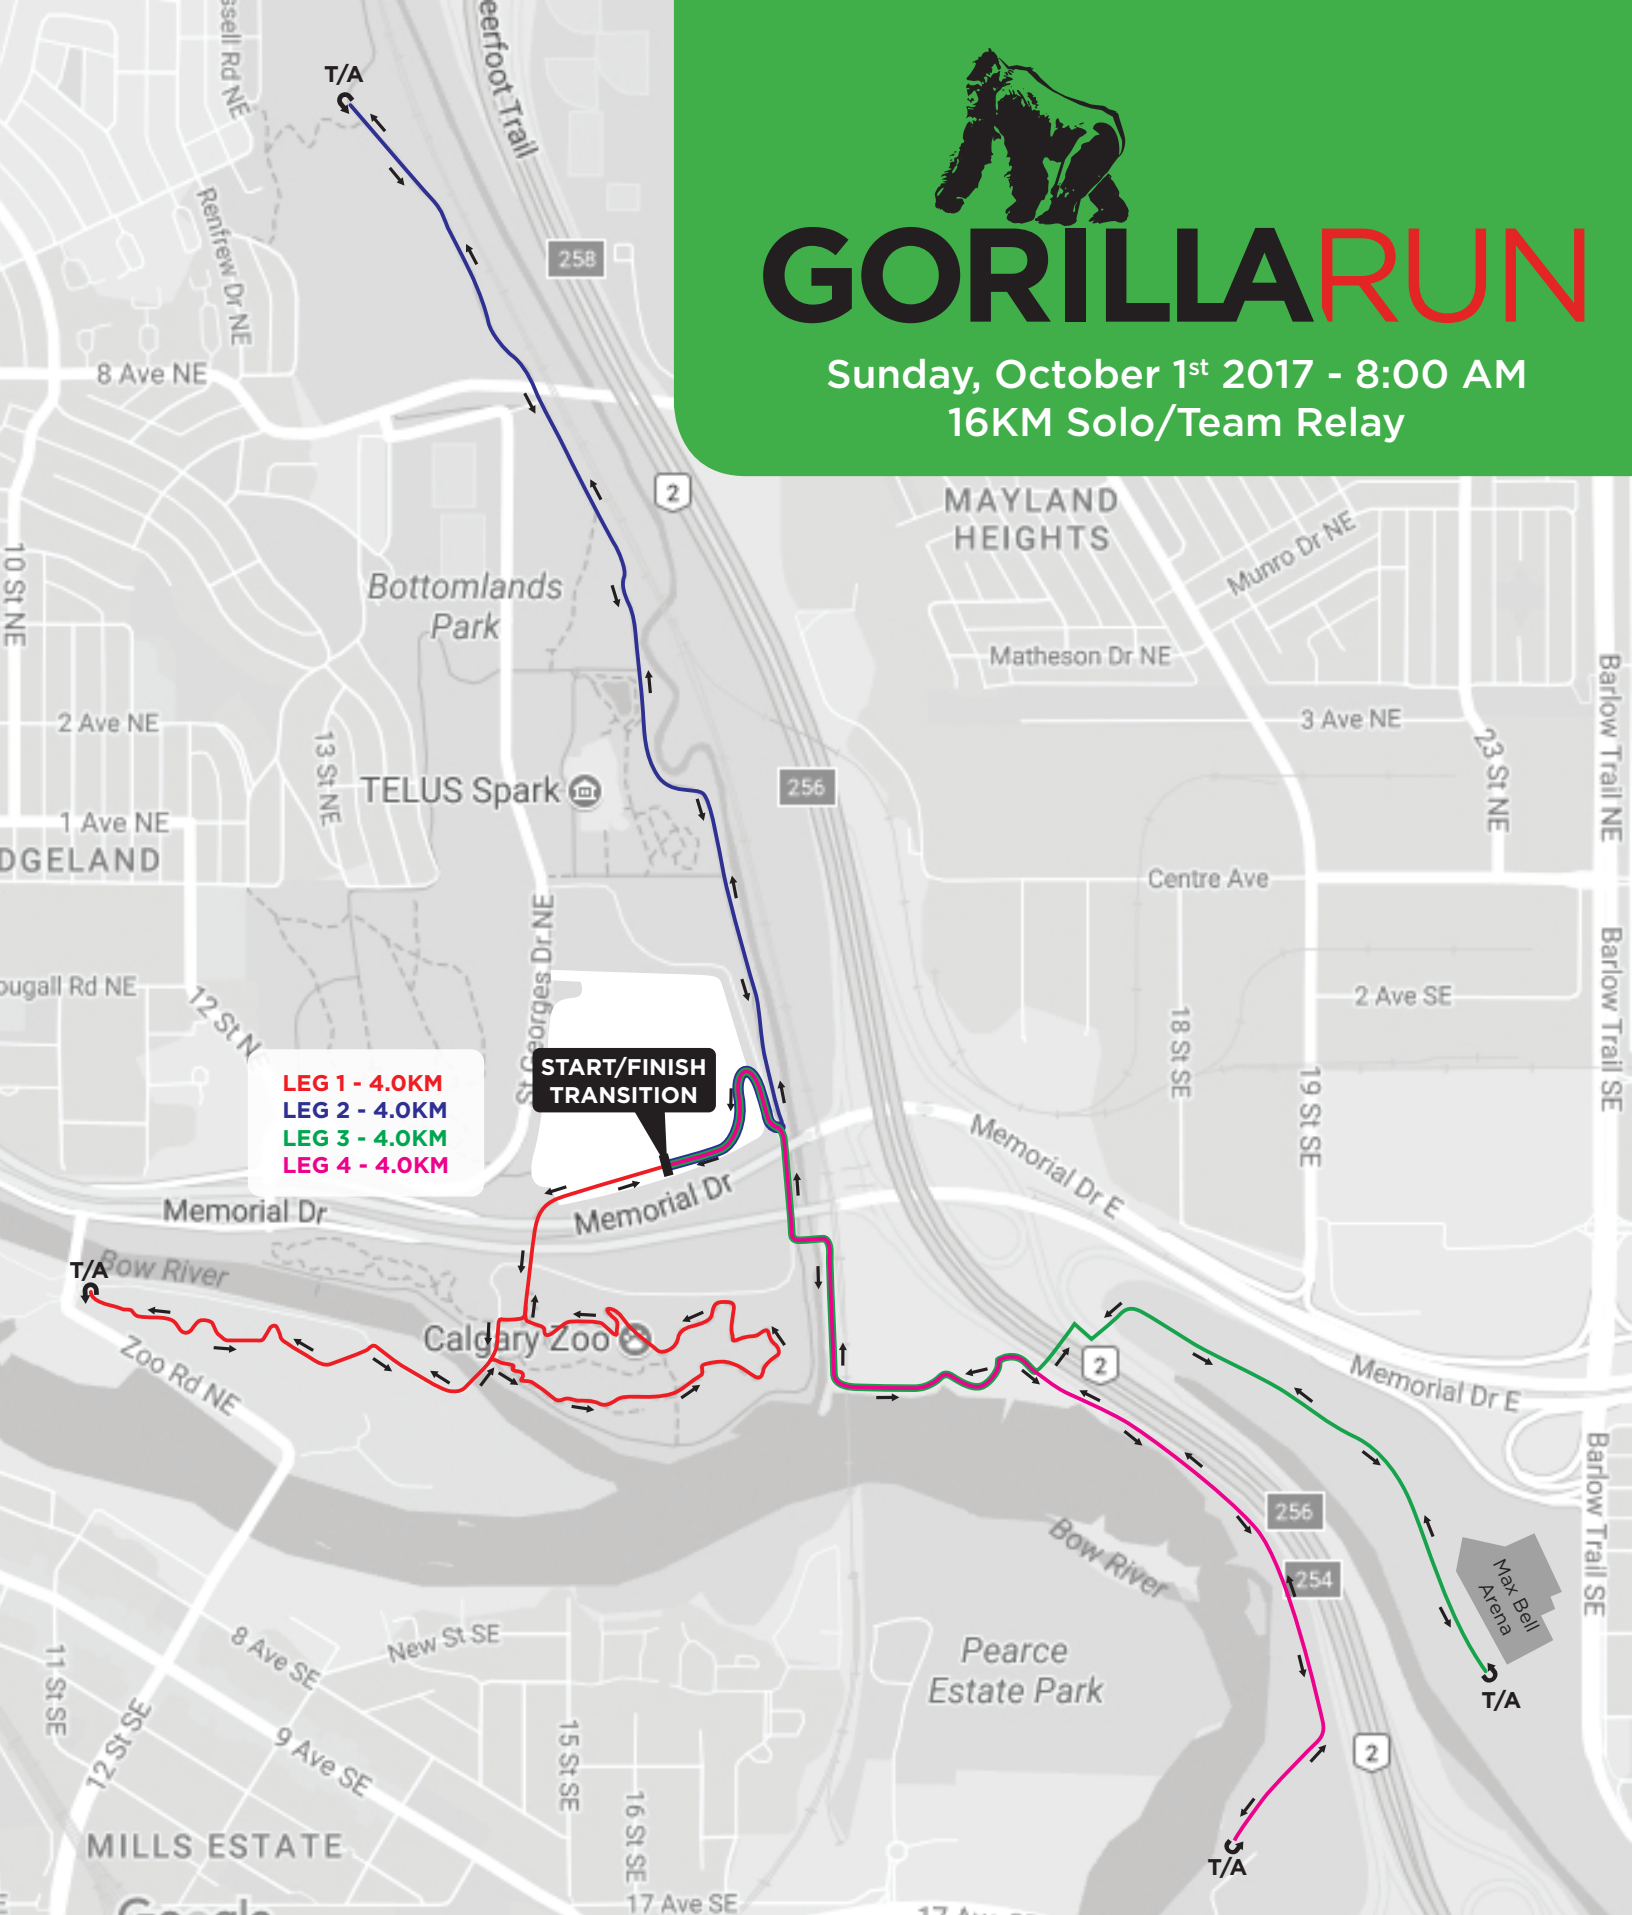 GORILLARUN
Sunday, October 1st 2017 - 8:00 AM
16KM Solo/Team Relay
T/A
Trail
Rd NE
258
Renfrew Dr NE
8 Ave NE
2
MAYLAND
HEIGHTS
Munro Dr NE
10 St NE
Bottomlands
Park
Matheson Dr NE
Barlow Trail NE
2 Ave NE
3 Ave NE
13 St NE
23 St NE
TELUS Spark
256
1 Ave NE
Centre Ave
St Georges Dr NE
Rd NE
2 Ave SE
Barlow Trail SE
12 St N
18 St SE
START/FINISH
TRANSITION
LEG 1 - 4.0KM
LEG 2 - 4.0KM
LEG 3 - 4.0KM
LEG 4 - 4.0KM
19 St SE
Memorial Dr E
Memorial Dr
Memorial Dr
T/A
Bow River
Calgary Zoo
Zoo Rd NE
2
Memorial Dr E
Barlow Trail SE
256
Bow River
254
Max Bell
Arena
8 Ave SE
New St SE
11 St SE
Pearce
Estate Park
T/A
12 St SE
9 Ave SE
15 St SE
2
16 St SE
MILLS ESTATE
T/A
Google
17 Ave SE